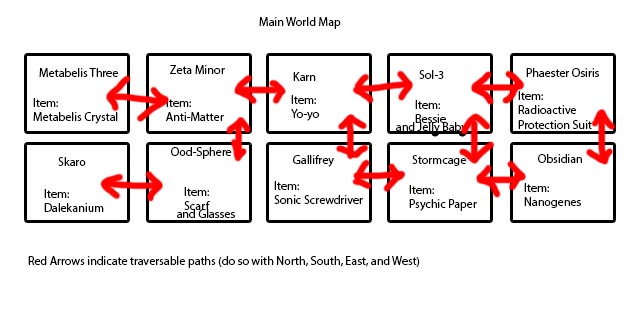 Main World Map
Metabelis Three
Item:
Metabelis Crystal
Zeta Minor
Item:
Anti-Matter
Karn
Item:
Yo-yo
Sol-3
Item:
Bessie
and Jelly Baby
Phaester Osiris
Item:
Radioactive
Protection Suit
Skaro
Item:
Dalekanium
Ood-Sphere
Item:
Scarf
and Glasses
Gallifrey
Item:
Sonic Screwdriver
Stormcage
Item:
Psychic Paper
Obsidian
Item:
Nanogenes
Red Arrows indicate traversable paths (do so with North, South, East, and West)